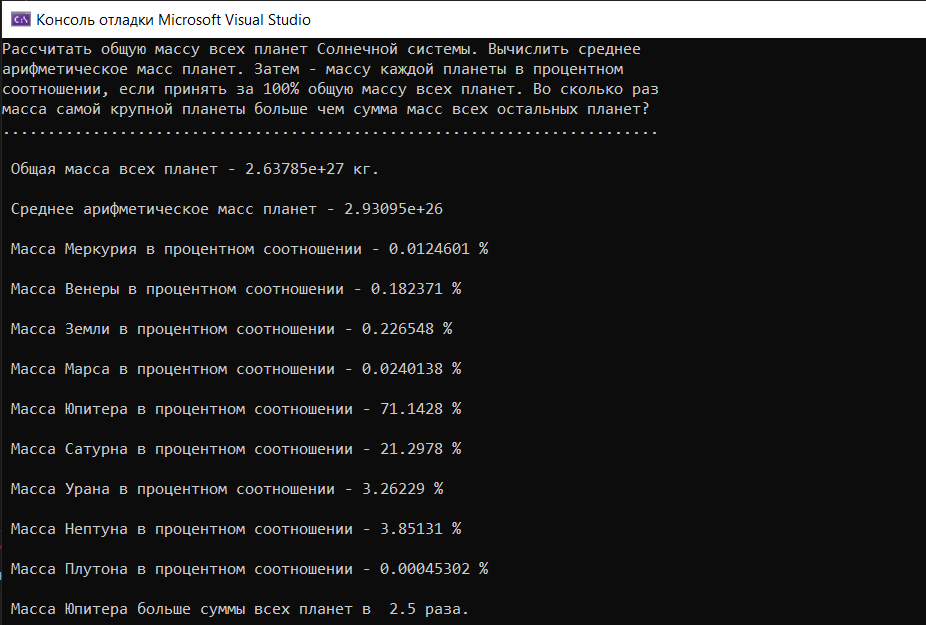 Консоль отладки Microsoft Visual Studio
Рассчитать общую массу всех планет Солнечной системы. Вычислить среднее
арифметическое масс планет. Затем - массу каждой планеты в процентном
соотношении, если принять за 100% общую массу всех планет. Во сколько раз
масса самой крупной планеты больше чем сумма масс всех остальных планет?
.........................................................................
Общая масса всех планет - 2.63785e+27 кг.
Среднее арифметическое масс планет - 2.93095e+26
Масса Меркурия в процентном соотношении - 0.0124601 %
Масса Венеры в процентном соотношении - 0.182371 %
Масса Земли в процентном соотношении - 0.226548 %
Масса Марса в процентном соотношении - 0.0240138 %
Масса Юпитера в процентном соотношении - 71.1428 %
Масса Сатурна в процентном соотношении - 21.2978 %
Масса Урана в процентном соотношении - 3.26229 %
Масса Нептуна в процентном соотношении - 3.85131 %
Масса Плутона в процентном соотношении - 0.00045302 %
Масса Юпитера больше суммы всех планет в  2.5 раза.